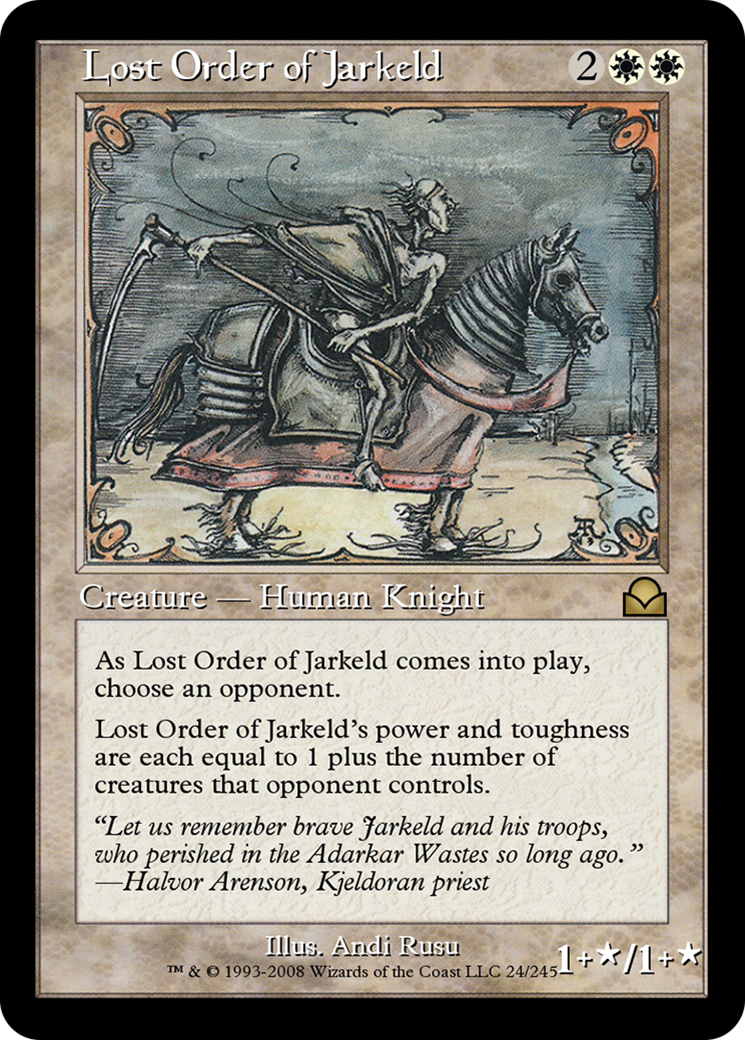 Lost Order of Jarkeld 2
Creature — Human Knight
As Lost Order of Jarkeld comes into play,
choose an opponent.
Lost Order of Jarkeld's power and toughness
are each equal to 1 plus the number of
creatures that opponent controls.
“Let us remember brave Jarkeld and his troops,
who perished in the Adarkar Wastes so long ago.”
—Halvor Arenson, Kjeldoran priest
Illus. Andi Rusu
™ & © 1993-2008 Wizards of the Coast LLC 24/245
1+★/1+★